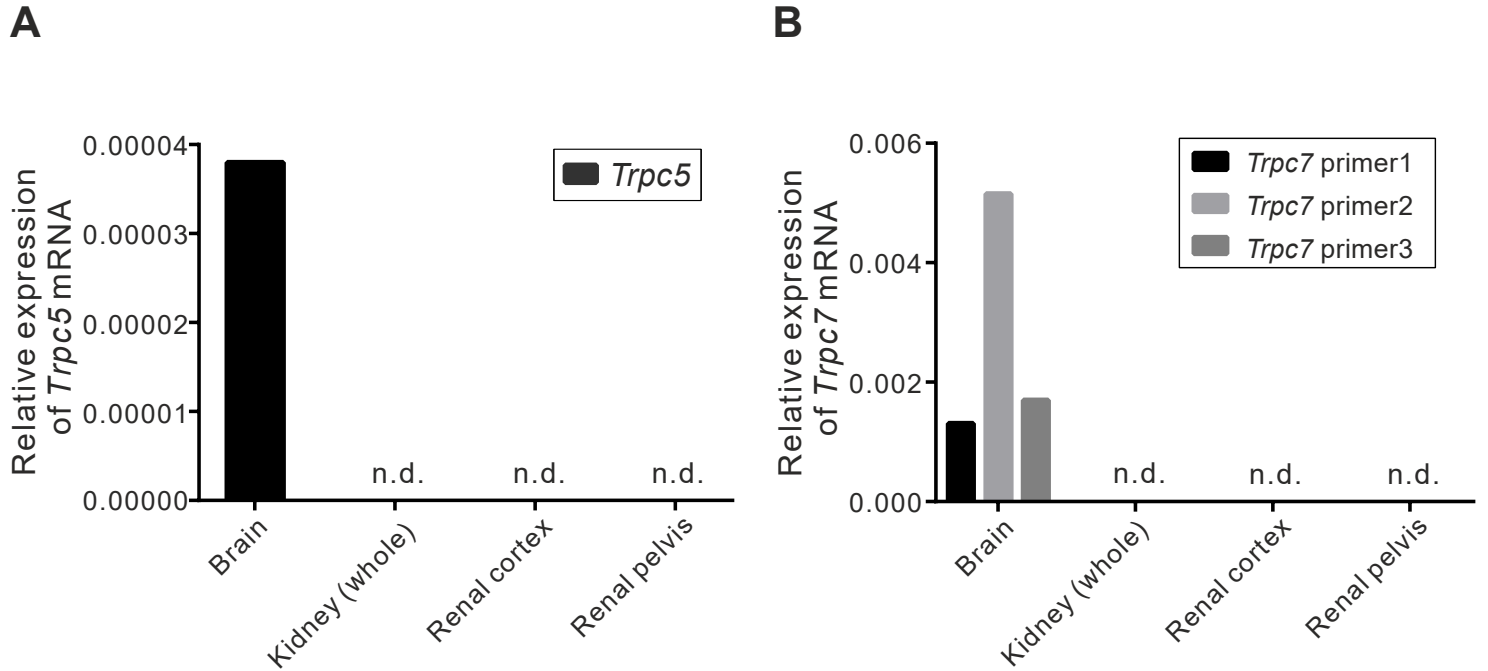 A
Relative expression
of Trpc5 mRNA
0.00004
0.00003
0.00002
0.00001
0.00000
Trpc5
n.d.
n.d.
n.d.
Brain
Kidney (whole)
Renal cortex
Renal pelvis
B
Relative expression
of Trpc7 mRNA
0.006
0.004
0.002
0.000
Trpc7 primer1
Trpc7 primer2
Trpc7 primer3
n.d.
n.d.
n.d.
Brain
Kidney (whole)
Renal cortex
Renal pelvis